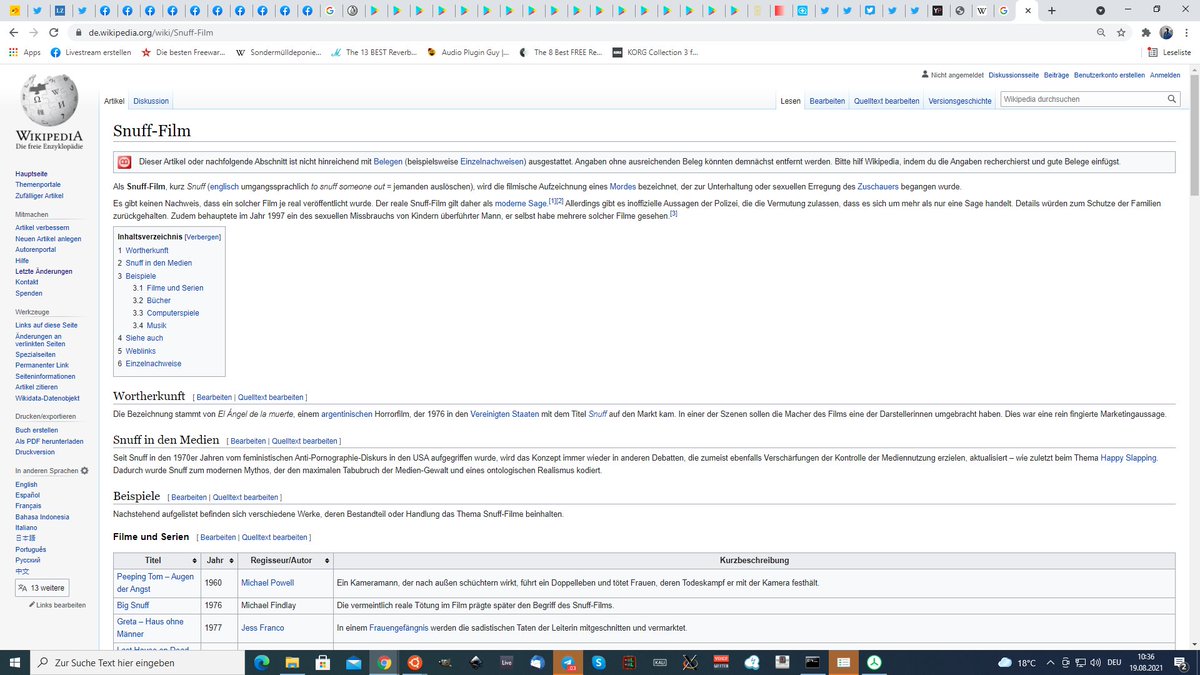 de.wikipedia.org/wiki/Snuff-Film
Apps
Livestream erstellen
Die besten Freewar...
Sondermülldeponie...
The 13 BEST Reverb...
Audio Plugin Guy |...
The 8 Best FREE Re...
KORG Collection 3 f...
Leseliste
Nicht angemeldet Diskussionsseite Beiträge Benutzerkonto erstellen Anmelden
WIKIPEDIA
Die freie Enzyklopädie
Artikel Diskussion
Lesen Bearbeiten Quelltext bearbeiten Versionsgeschichte
Wikipedia durchsuchen
Hauptseite
Themenportale
Zufälliger Artikel
Mitmachen
Artikel verbessern
Neuen Artikel anlegen
Autorenportal
Hilfe
Letzte Änderungen
Kontakt
Spenden
Werkzeuge
Links auf diese Seite
Änderungen an
verlinkten Seiten
Spezialseiten
Permanenter Link
Seiteninformationen
Artikel zitieren
Wikidata-Datenobjekt
Drucken/exportieren
Buch erstellen
Als PDF herunterladen
Druckversion
In anderen Sprachen
English
Español
Français
Bahasa Indonesia
Italiano
日本語
Português
Русский
中文
13 weitere
Links bearbeiten
Snuff-Film
Dieser Artikel oder nachfolgende Abschnitt ist nicht hinreichend mit Belegen (beispielsweise Einzelnachweisen) ausgestattet. Angaben ohne ausreichenden Beleg könnten demnächst entfernt werden. Bitte hilf Wikipedia, indem du die Angaben recherchierst und gute Belege einfügst.
Als Snuff-Film, kurz Snuff (englisch umgangssprachlich to snuff someone out = jemanden auslöschen), wird die filmische Aufzeichnung eines Mordes bezeichnet, der zur Unterhaltung oder sexuellen Erregung des Zuschauers begangen wurde.
Es gibt keinen Nachweis, dass ein solcher Film je real veröffentlicht wurde. Der reale Snuff-Film gilt daher als moderne Sage.[1][2] Allerdings gibt es inoffizielle Aussagen der Polizei, die die Vermutung zulassen, dass es sich um mehr als nur eine Sage handelt. Details würden zum Schutze der Familien
zurückgehalten. Zudem behauptete im Jahr 1997 ein des sexuellen Missbrauchs von Kindern überführter Mann, er selbst habe mehrere solcher Filme gesehen.[3]
Inhaltsverzeichnis [Verbergen]
1 Wortherkunft
2 Snuff in den Medien
3 Beispiele
3.1 Filme und Serien
3.2 Bücher
3.3 Computerspiele
3.4 Musik
4 Siehe auch
5 Weblinks
6 Einzelnachweise
Wortherkunft [ Bearbeiten | Quelltext bearbeiten ]
Die Bezeichnung stammt von El Ángel de la muerte, einem argentinischen Horrorfilm, der 1976 in den Vereinigten Staaten mit dem Titel Snuff auf den Markt kam. In einer der Szenen sollen die Macher des Films eine der Darstellerinnen umgebracht haben. Dies war eine rein fingierte Marketingaussage.
Snuff in den Medien [ Bearbeiten | Quelltext bearbeiten ]
Seit Snuff in den 1970er Jahren vom feministischen Anti-Pornographie-Diskurs in den USA aufgegriffen wurde, wird das Konzept immer wieder in anderen Debatten, die zumeist ebenfalls Verschärfungen der Kontrolle der Mediennutzung erzielen, aktualisiert – wie zuletzt beim Thema Happy Slapping.
Dadurch wurde Snuff zum modernen Mythos, der den maximalen Tabubruch der Medien-Gewalt und eines ontologischen Realismus kodiert.
Beispiele [ Bearbeiten | Quelltext bearbeiten ]
Nachstehend aufgelistet befinden sich verschiedene Werke, deren Bestandteil oder Handlung das Thema Snuff-Filme beinhalten.
Filme und Serien [ Bearbeiten | Quelltext bearbeiten ]
Titel Jahr Regisseur/Autor Kurzbeschreibung
Peeping Tom – Augen
der Angst 1960 Michael Powell Ein Kameramann, der nach außen schüchtern wirkt, führt ein Doppelleben und tötet Frauen, deren Todeskampf er mit der Kamera festhält.
Big Snuff 1976 Michael Findlay Die vermeintlich reale Tötung im Film prägte später den Begriff des Snuff-Films.
Greta – Haus ohne
Männer 1977 Jess Franco In einem Frauengefängnis werden die sadistischen Taten der Leiterin mitgeschnitten und vermarktet.
Zur Suche Text hier eingeben
Live
18°C
DEU
10:36
19.08.2021